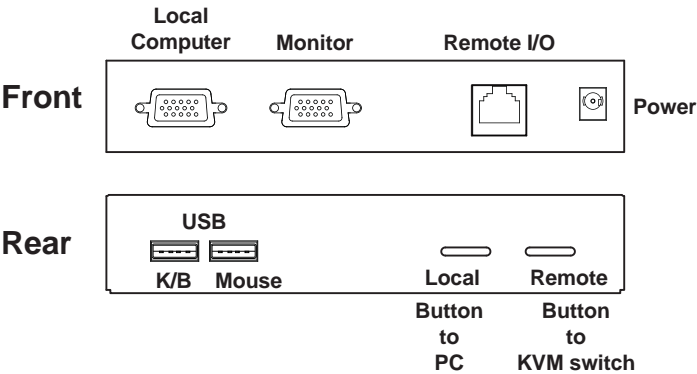 Local
Computer
Monitor
Remote I/O
Front
Power
USB
Rear
K/B Mouse
Local
Remote
Button
to
PC
Button
to
KVM switch